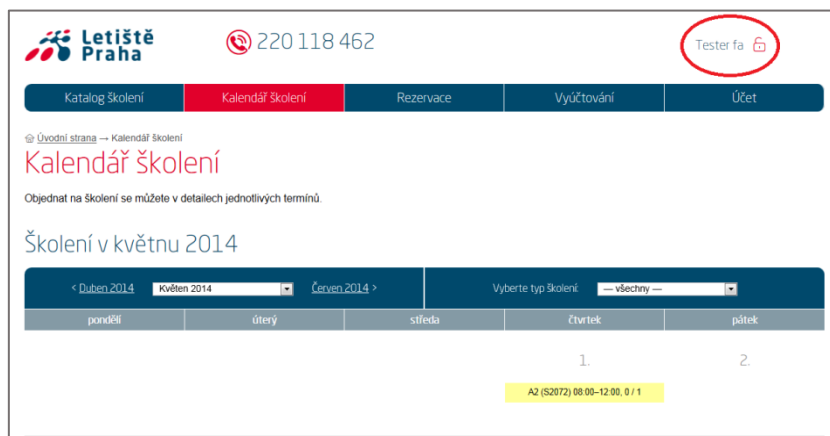 Letiště
Praha
220 118 462
Tester fa
Katalog školení Kalendář školení Rezervace Vyúčtování Účet
Úvodní strana → Kalendář školení
Kalendář školení
Objednat na školení se můžete v detailech jednotlivých termínů.
Školení v květnu 2014
< Duben 2014 Květen 2014 Červen 2014 > Vyberte typ školení: — všechny —
pondělí úterý středa čtvrtek pátek
1. 2.
A2 (S2072) 08:00–12:00, 0 / 1